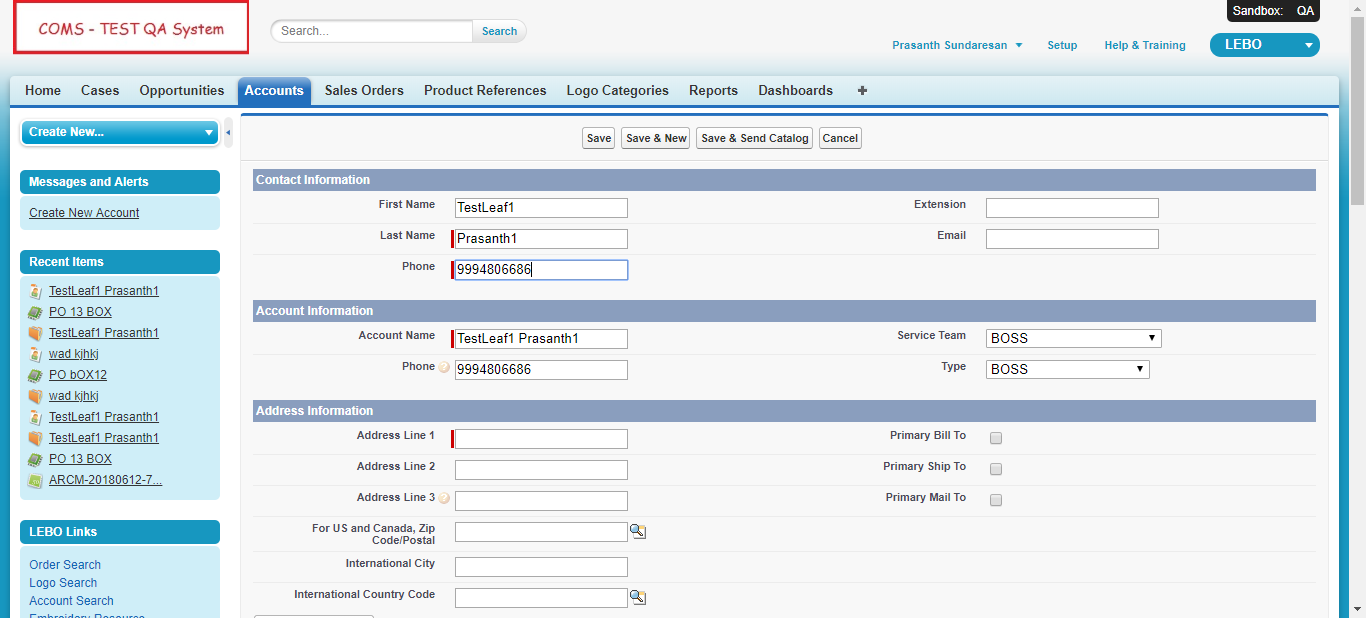 COMS - TEST QA System
Search...
Search
Sandbox: QA
Prasanth Sundaresan
Setup
Help & Training
LEBO
Home
Cases
Opportunities
Accounts
Sales Orders
Product References
Logo Categories
Reports
Dashboards
+
Create New...
Messages and Alerts
Create New Account
Recent Items
TestLeaf1 Prasanth1
PO 13 BOX
TestLeaf1 Prasanth1
wad kjhkj
PO bOX12
wad kjhkj
TestLeaf1 Prasanth1
TestLeaf1 Prasanth1
PO 13 BOX
ARCM-20180612-7...
LEBO Links
Order Search
Logo Search
Account Search
Embroidery Resource
Save
Save & New
Save & Send Catalog
Cancel
Contact Information
First Name
TestLeaf1
Extension
Last Name
Prasanth1
Email
Phone
9994806686
Account Information
Account Name
TestLeaf1 Prasanth1
Service Team
BOSS
Phone
?
9994806686
Type
BOSS
Address Information
Address Line 1
Primary Bill To
Address Line 2
Primary Ship To
Address Line 3
?
Primary Mail To
For US and Canada, Zip
Code/Postal
International City
International Country Code